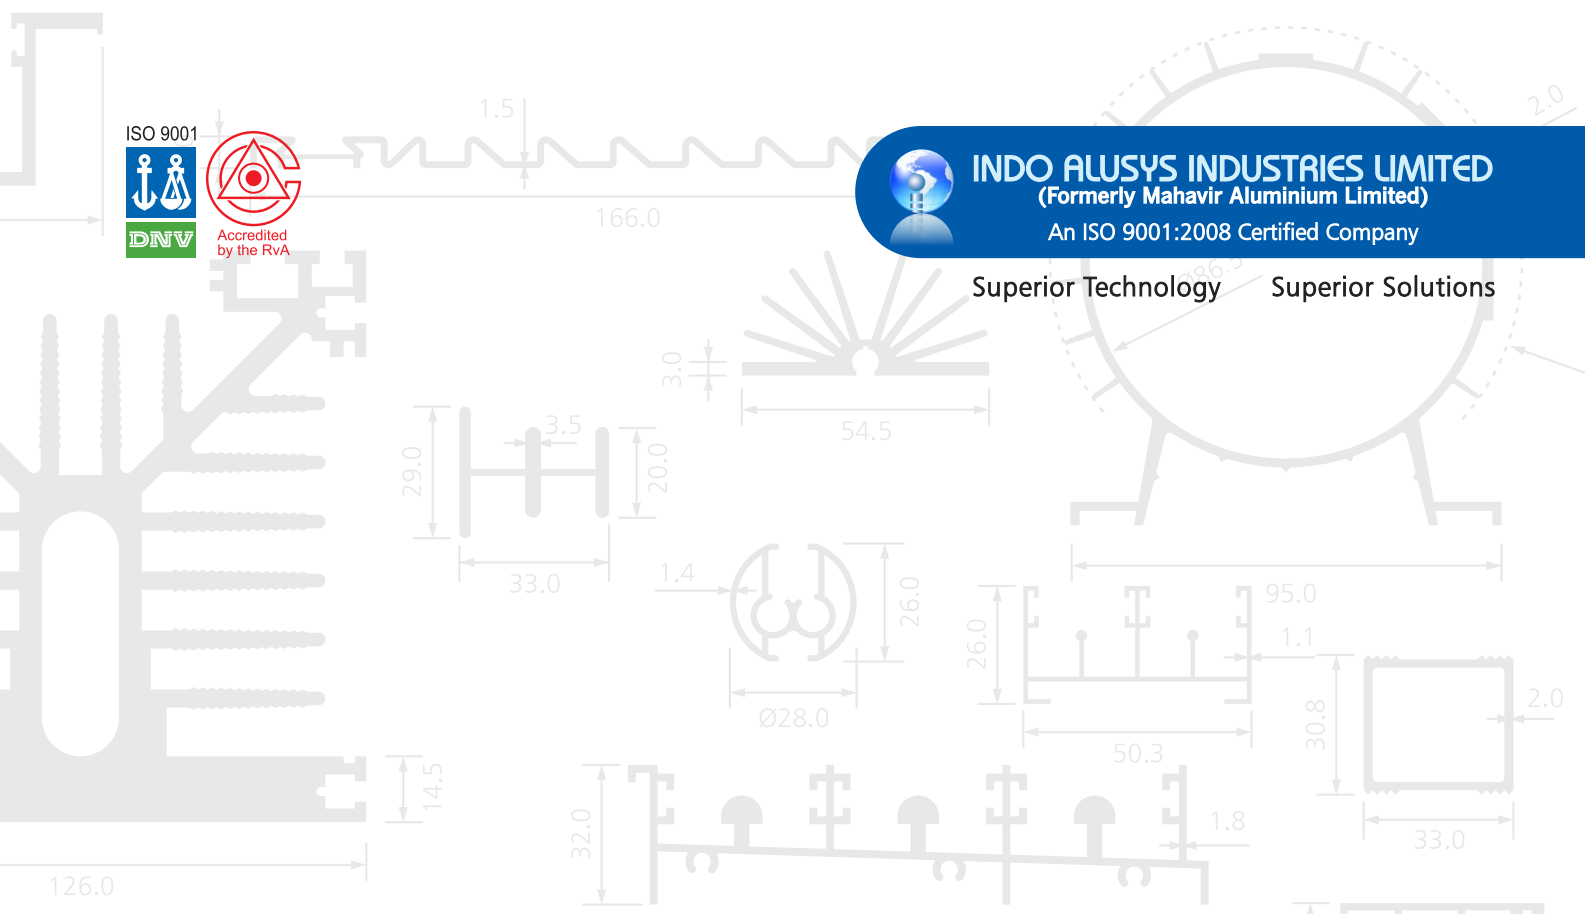 1.5
2.0
ISO 9001
DNV
Accredited
by the RvA
166.0
INDO ALUSYS INDUSTRIES LIMITED
(Formerly Mahavir Aluminium Limited)
An ISO 9001:2008 Certified Company
Superior Technology Superior Solutions
3.0
54.5
29.0
3.5
20.0
33.0
1.4
26.0
Ø28.0
26.0
95.0
1.1
50.3
30.8
2.0
33.0
14.5
32.0
1.8
126.0